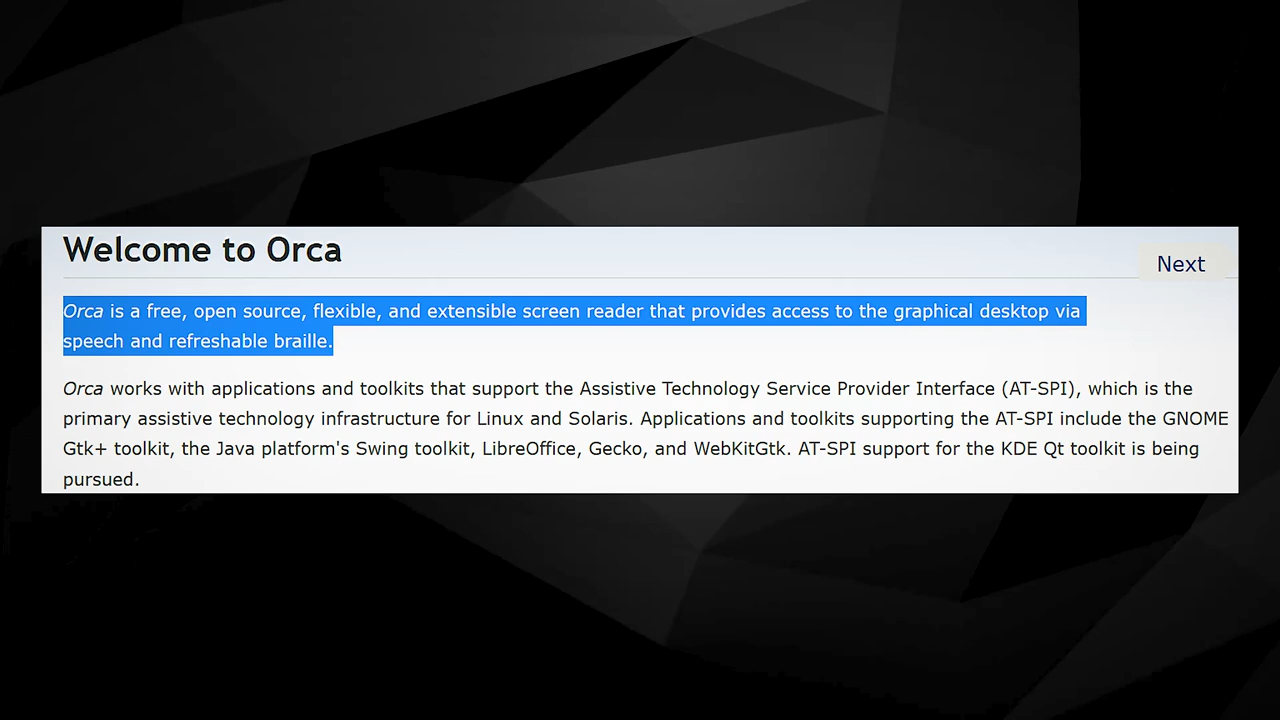 Welcome to Orca
Next
Orca is a free, open source, flexible, and extensible screen reader that provides access to the graphical desktop via
speech and refreshable braille.
Orca works with applications and toolkits that support the Assistive Technology Service Provider Interface (AT-SPI), which is the
primary assistive technology infrastructure for Linux and Solaris. Applications and toolkits supporting the AT-SPI include the GNOME
Gtk+ toolkit, the Java platform's Swing toolkit, LibreOffice, Gecko, and WebKitGtk. AT-SPI support for the KDE Qt toolkit is being
pursued.